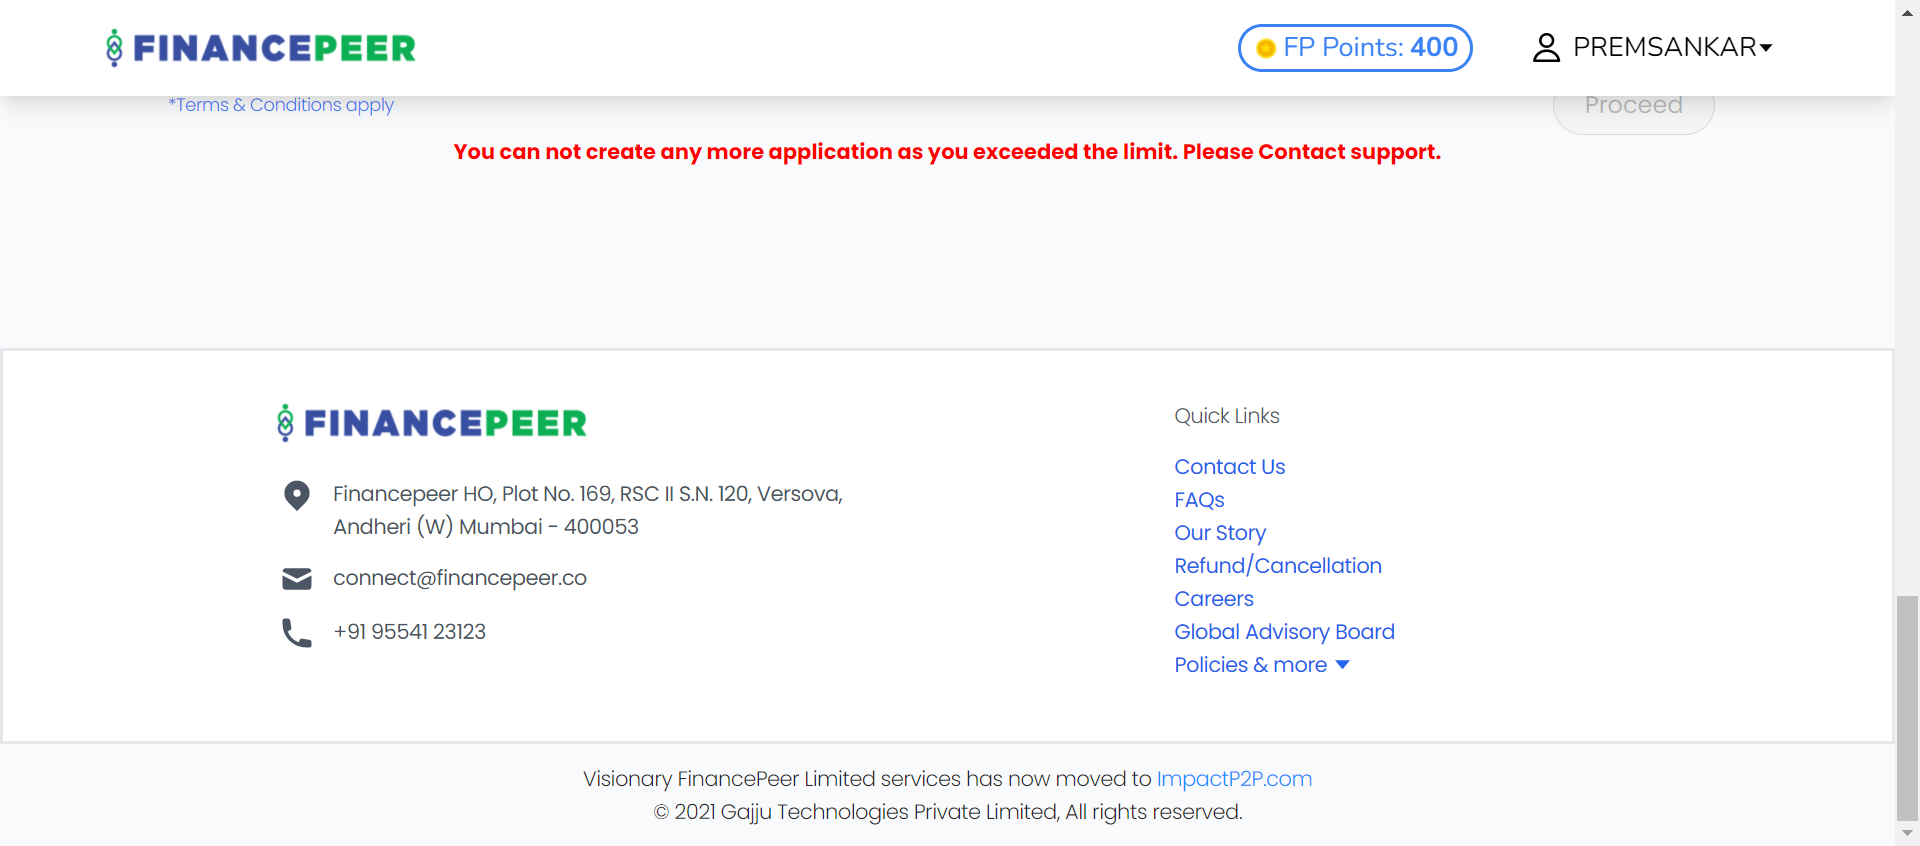 FINANCEPEER
FP Points: 400
PREMSANKAR
*Terms & Conditions apply
Proceed
You can not create any more application as you exceeded the limit. Please Contact support.
FINANCEPEER
Financepeer HO, Plot No. 169, RSC II S.N. 120, Versova,
Andheri (W) Mumbai - 400053
connect@financepeer.co
+91 95541 23123
Quick Links
Contact Us
FAQs
Our Story
Refund/Cancellation
Careers
Global Advisory Board
Policies & more
Visionary FinancePeer Limited services has now moved to ImpactP2P.com
© 2021 Gajju Technologies Private Limited, All rights reserved.